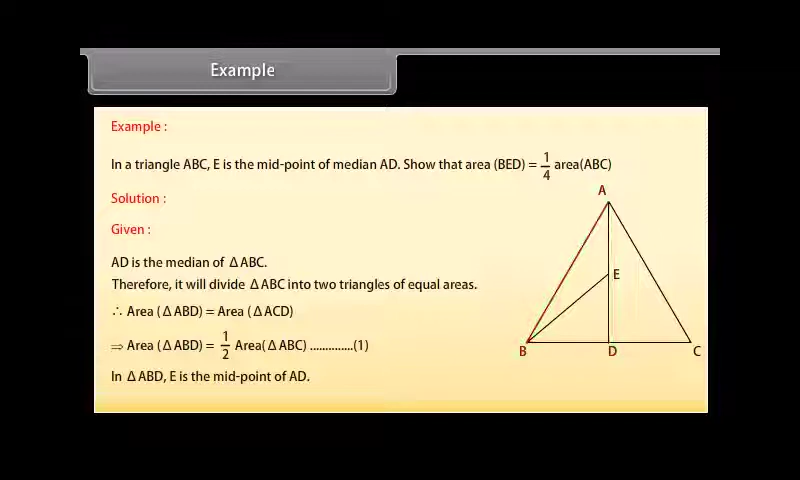 Example
Example :
In a triangle ABC, E is the mid-point of median AD. Show that area (BED) = 1/4 area(ABC)
Solution :
Given :
AD is the median of ΔABC.
Therefore, it will divide ΔABC into two triangles of equal areas.
∴ Area (ΔABD) = Area (ΔACD)
⇒ Area (ΔABD) = 1/2 Area(ΔABC) ..............(1)
In ΔABD, E is the mid-point of AD.
A
E
B D C